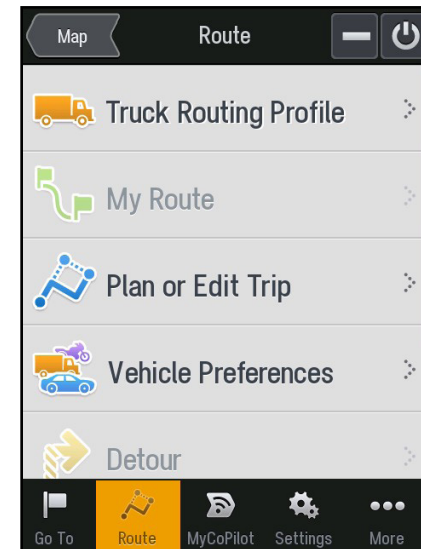 Map
Route
Truck Routing Profile
My Route
Plan or Edit Trip
Vehicle Preferences
Detour
Go To Route MyCoPilot Settings More